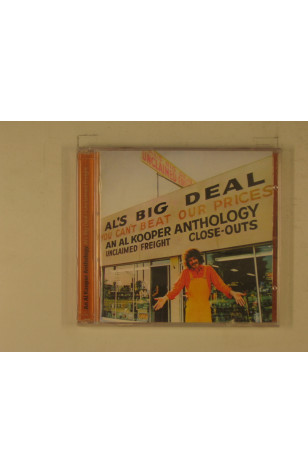 UNCLAIMED
AL'S BIG DEAL
YOU CAN'T BEAT OUR PRICES
AN AL KOOPER ANTHOLOGY
UNCLAIMED FREIGHT CLOSE-OUTS